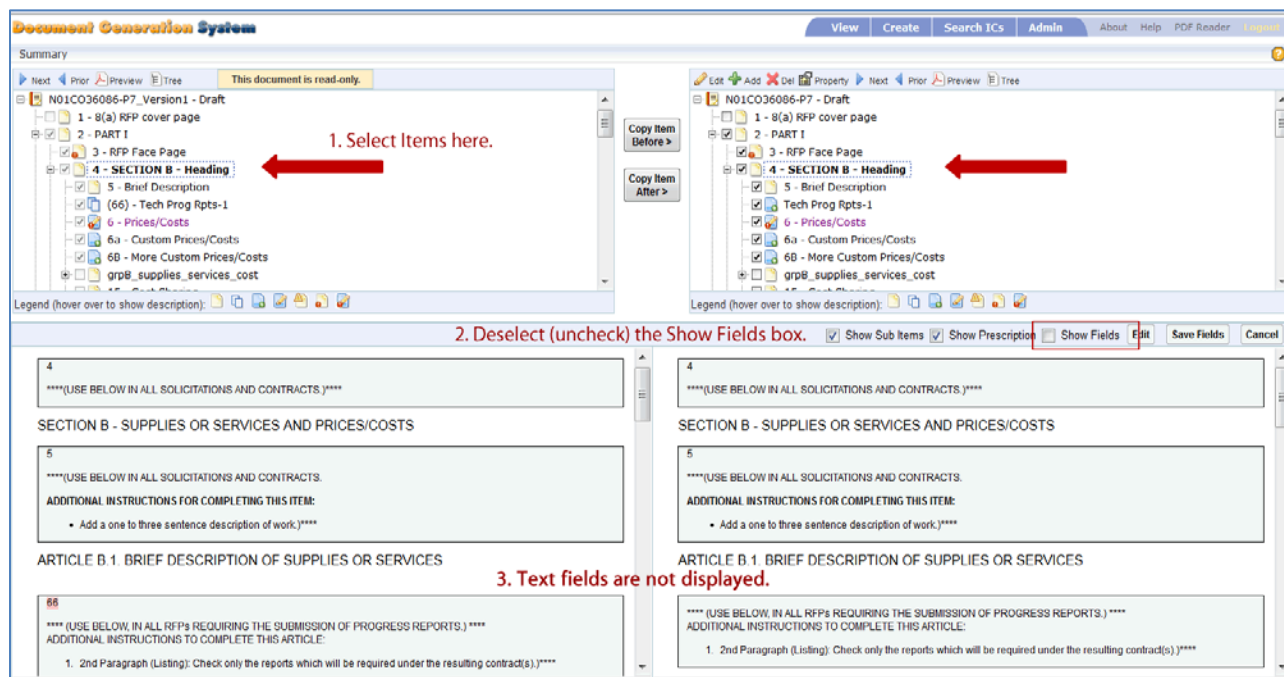 Document Generation System
View Create Search ICs Admin About Help PDF Reader Logout
Summary
Next Prior Preview Tree This document is read-only.
N01CO36086-P7_Version1 - Draft
1 - 8(a) RFP cover page
2 - PART I
3 - RFP Face Page
4 - SECTION B - Heading
5 - Brief Description
(66) - Tech Prog Rpts-1
6 - Prices/Costs
6a - Custom Prices/Costs
6B - More Custom Prices/Costs
grpB_supplies_services_cost
Legend (hover over to show description):
1. Select Items here.
Copy Item
Before >
Copy Item
After >
Edit Add Del Property Next Prior Preview Tree
N01CO36086-P7 - Draft
1 - 8(a) RFP cover page
2 - PART I
3 - RFP Face Page
4 - SECTION B - Heading
5 - Brief Description
Tech Prog Rpts-1
6 - Prices/Costs
6a - Custom Prices/Costs
6B - More Custom Prices/Costs
grpB_supplies_services_cost
Legend (hover over to show description):
2. Deselect (uncheck) the Show Fields box. Show Sub Items Show Prescription Show Fields Edit Save Fields Cancel
4
****(USE BELOW IN ALL SOLICITATIONS AND CONTRACTS.)****
SECTION B - SUPPLIES OR SERVICES AND PRICES/COSTS
5
****(USE BELOW IN ALL SOLICITATIONS AND CONTRACTS.
ADDITIONAL INSTRUCTIONS FOR COMPLETING THIS ITEM:
• Add a one to three sentence description of work.)****
ARTICLE B.1. BRIEF DESCRIPTION OF SUPPLIES OR SERVICES
66
**** (USE BELOW, IN ALL RFPs REQUIRING THE SUBMISSION OF PROGRESS REPORTS.) ****
ADDITIONAL INSTRUCTIONS TO COMPLETE THIS ARTICLE:
1. 2nd Paragraph (Listing): Check only the reports which will be required under the resulting contract(s).)****
4
****(USE BELOW IN ALL SOLICITATIONS AND CONTRACTS.)****
SECTION B - SUPPLIES OR SERVICES AND PRICES/COSTS
5
****(USE BELOW IN ALL SOLICITATIONS AND CONTRACTS.
ADDITIONAL INSTRUCTIONS FOR COMPLETING THIS ITEM:
• Add a one to three sentence description of work.)****
ARTICLE B.1. BRIEF DESCRIPTION OF SUPPLIES OR SERVICES
3. Text fields are not displayed.
**** (USE BELOW, IN ALL RFPs REQUIRING THE SUBMISSION OF PROGRESS REPORTS.) ****
ADDITIONAL INSTRUCTIONS TO COMPLETE THIS ARTICLE:
1. 2nd Paragraph (Listing): Check only the reports which will be required under the resulting contract(s).)****